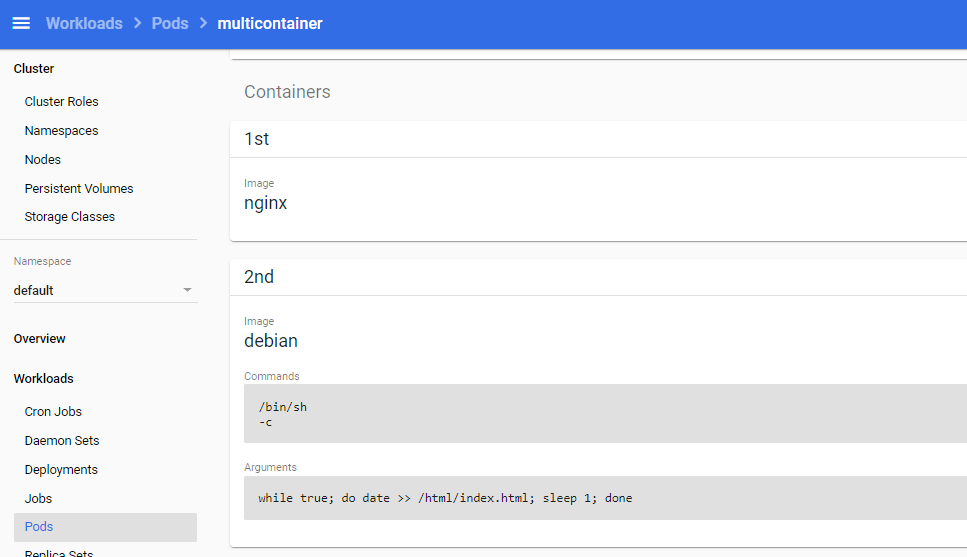 Workloads > Pods > multicontainer
Cluster
Cluster Roles
Namespaces
Nodes
Persistent Volumes
Storage Classes
Namespace
default
Overview
Workloads
Cron Jobs
Daemon Sets
Deployments
Jobs
Pods
Replica Sets
Containers
1st
Image
nginx
2nd
Image
debian
Commands
/bin/sh
-c
Arguments
while true; do date >> /html/index.html; sleep 1; done